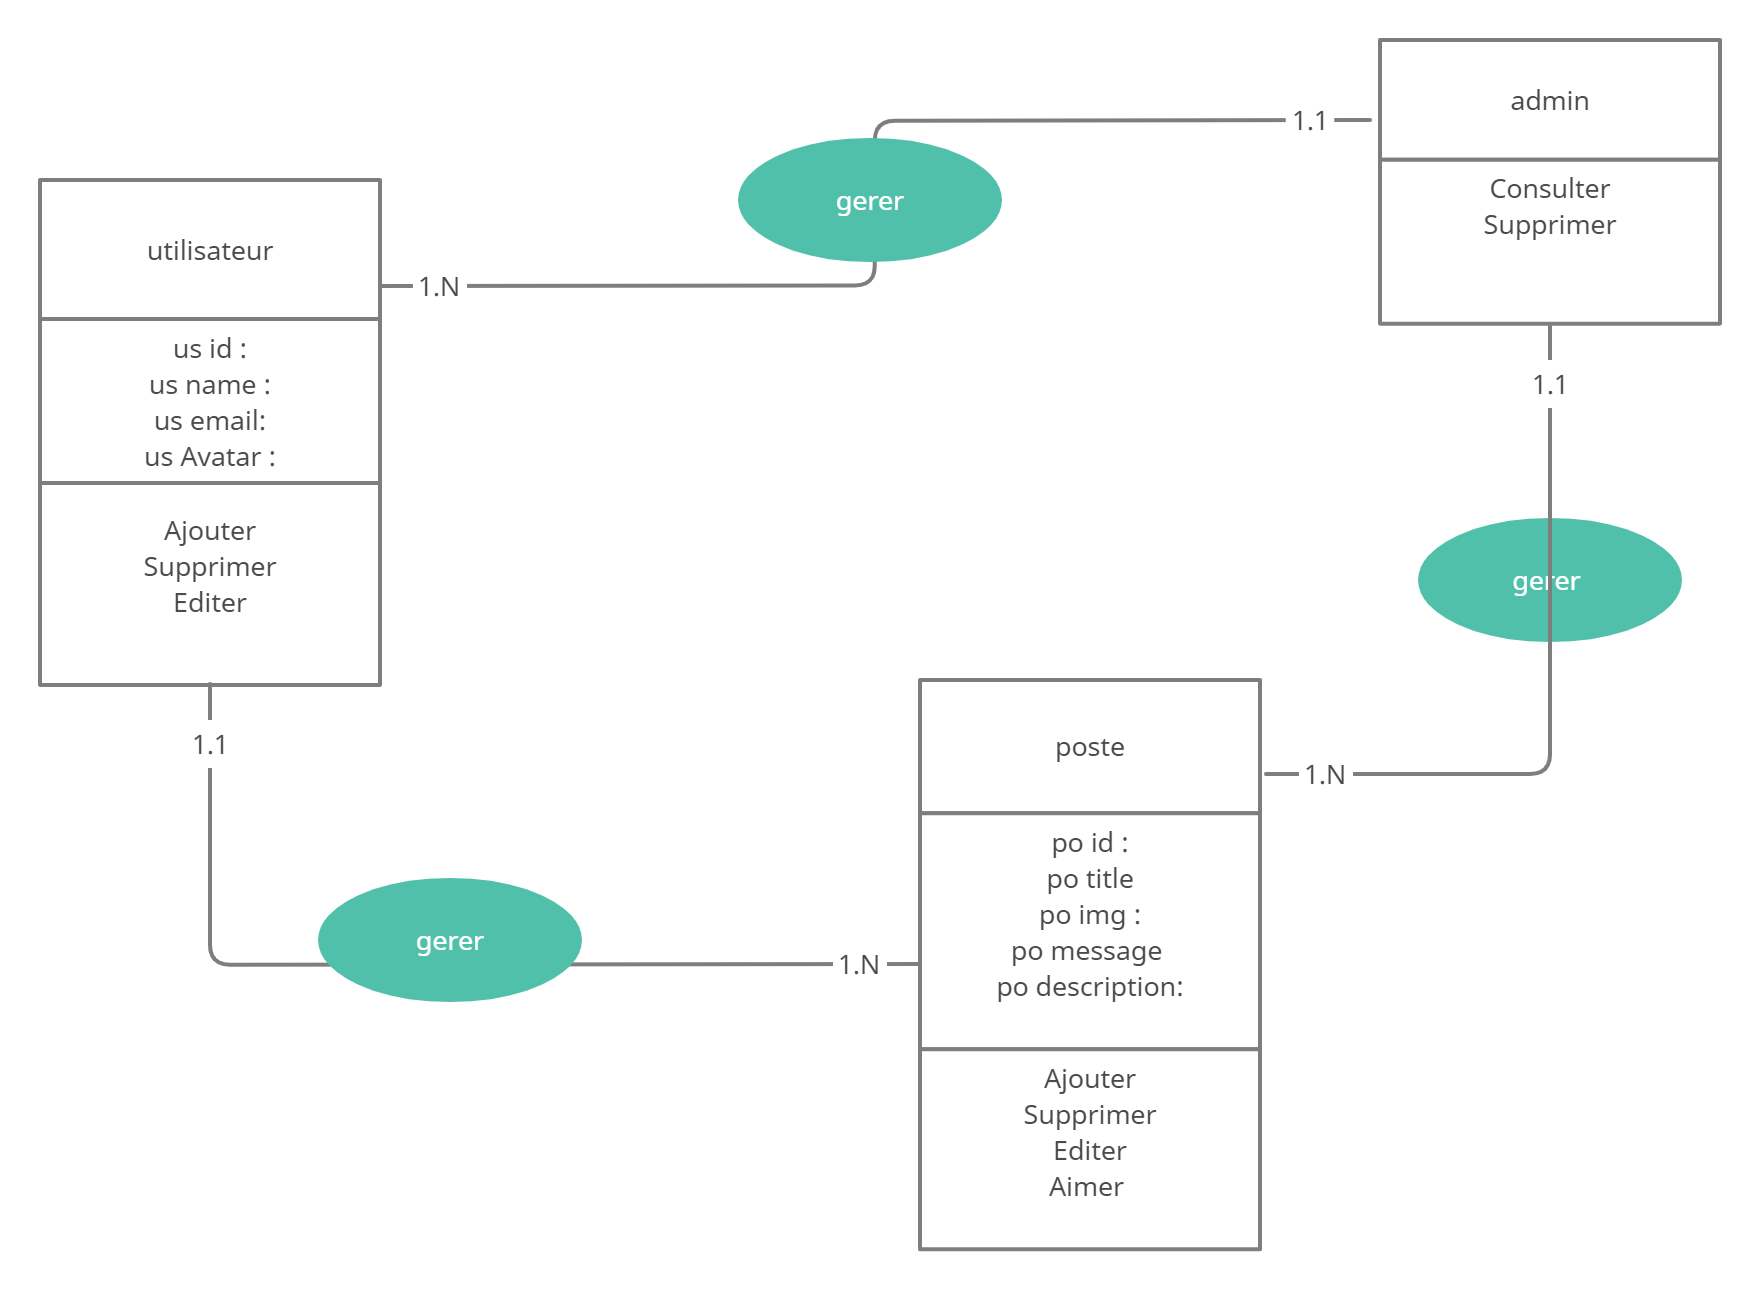 admin
1.1
Consulter
Supprimer
gerer
utilisateur
1.N
us id :
us name :
us email:
us Avatar :
Ajouter
Supprimer
Editer
1.1
gerer
1.1
poste
1.N
po id :
po title
po img :
po message
po description:
gerer
1.N
Ajouter
Supprimer
Editer
Aimer